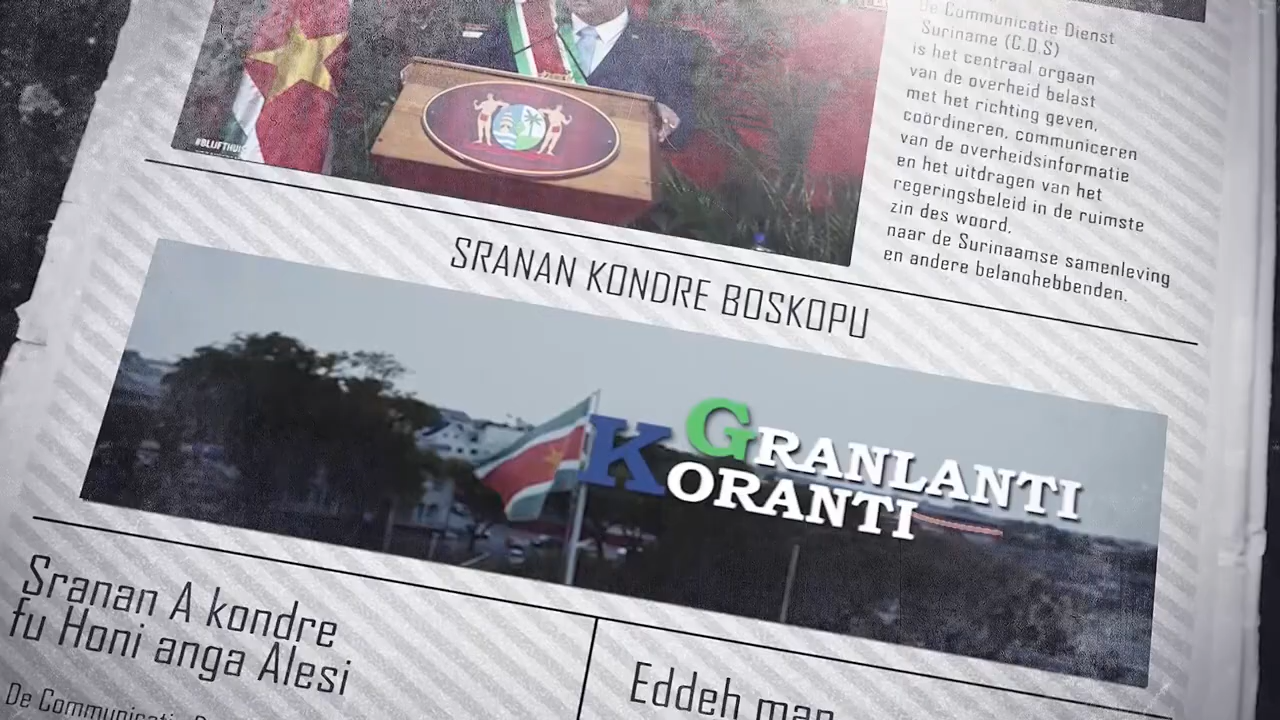 De Communicatie Dienst
Suriname (C.D.S)
is het centraal orgaan
van de overheid belast
met het richting geven,
coördineren, communiceren
van de overheidsinformatie
en het uitdragen van het
regeringsbeleid in de ruimste
zin des woord.
naar de Surinaamse samenleving
en andere belanghebbenden.
SRANAN KONDRE BOSKOPU
GRANLANTI
KORANTI
Sranan A kondre
fu Honi anga Alesi
De Communicatie
Eddeh man